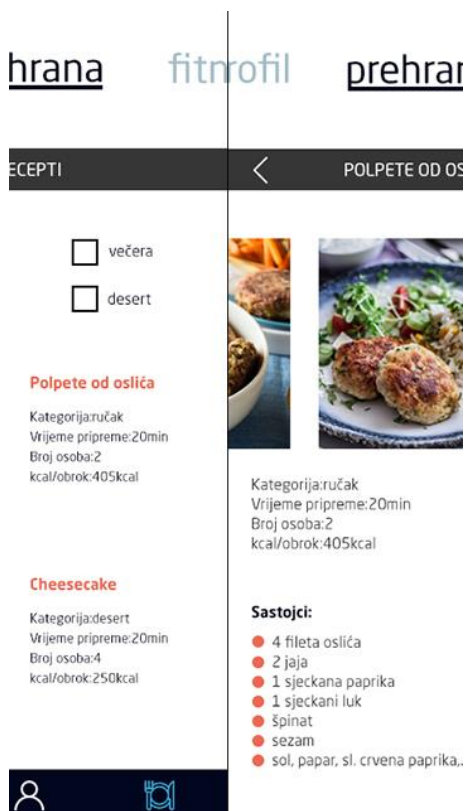 hrana fitn
ECEPTI
večera
desert
Polpete od oslića
Kategorija:ručak
Vrijeme pripreme:20min
Broj osoba:2
kcal/obrok:405kcal
Cheesecake
Kategorija:desert
Vrijeme pripreme:20min
Broj osoba:4
kcal/obrok:250kcal
rofil prehran
POLPETE OD OS
Kategorija:ručak
Vrijeme pripreme:20min
Broj osoba:2
kcal/obrok:405kcal
Sastojci:
4 fileta oslića
2 jaja
1 sjeckana paprika
1 sjeckani luk
špinat
sezam
sol, papar, sl. crvena paprika,..